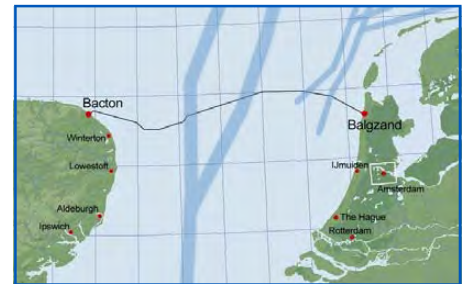 Bacton
Balgzand
Winterton
Lowestoft
IJmuiden
Amsterdam
Aldeburgh
Ipswich
The Hague
Rotterdam